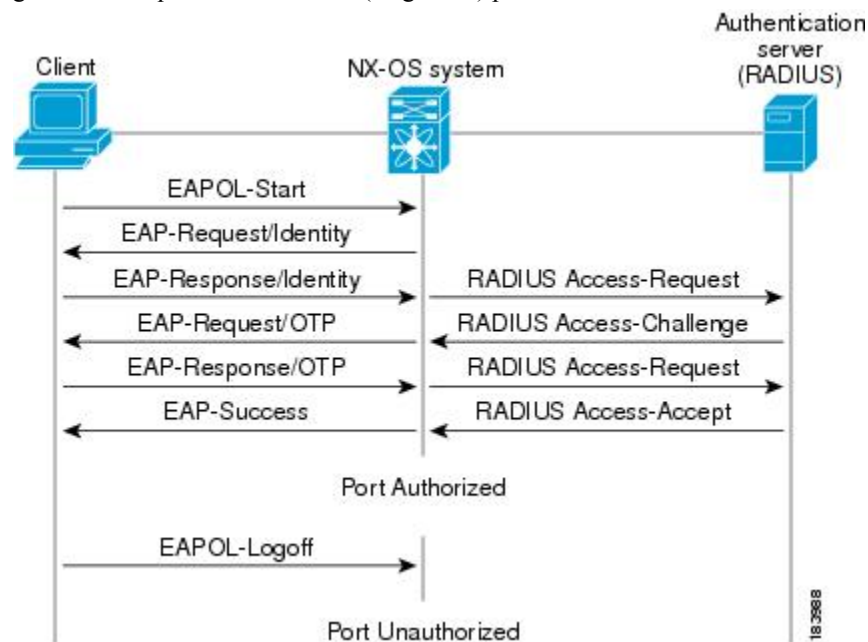 Authentication
server
(RADIUS)
Client
NX-OS system
EAPOL-Start
EAP-Request/Identity
EAP-Response/Identity
RADIUS Access-Request
EAP-Request/OTP
RADIUS Access-Challenge
EAP-Response/OTP
RADIUS Access-Request
EAP-Success
RADIUS Access-Accept
Port Authorized
EAPOL-Logoff
Port Unauthorized
183988